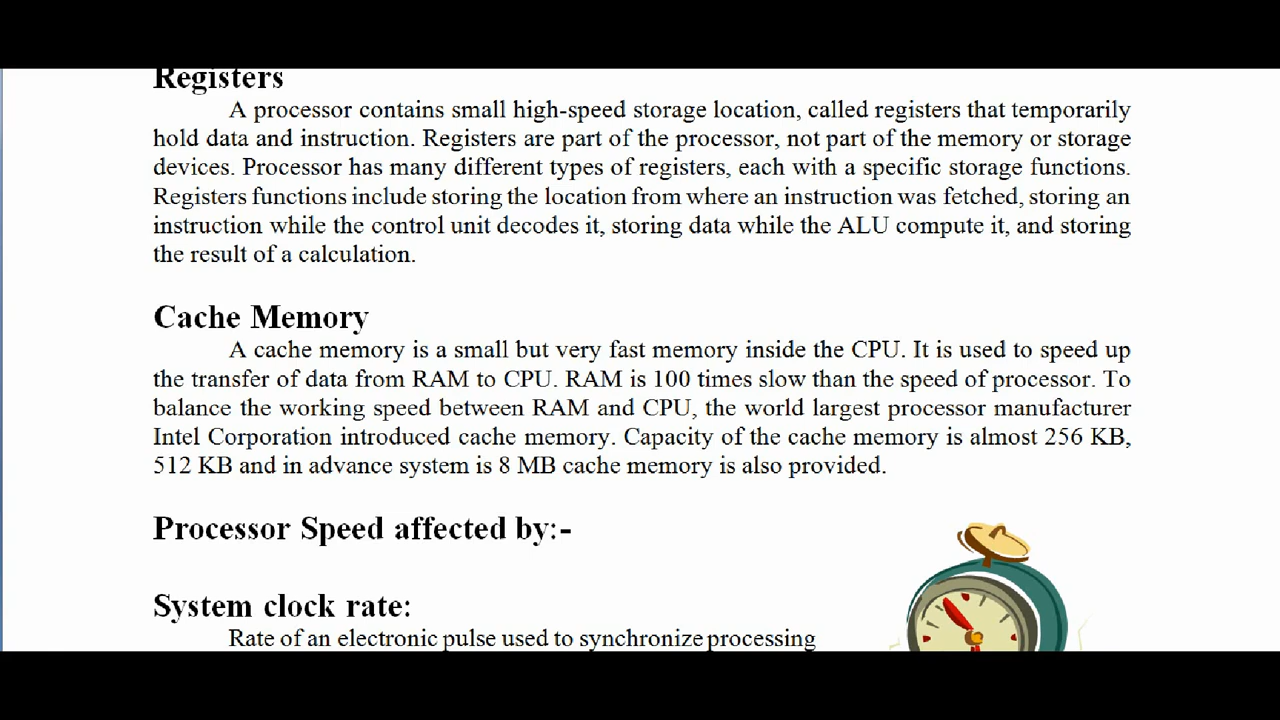 Registers
A processor contains small high-speed storage location, called registers that temporarily
hold data and instruction. Registers are part of the processor, not part of the memory or storage
devices. Processor has many different types of registers, each with a specific storage functions.
Registers functions include storing the location from where an instruction was fetched, storing an
instruction while the control unit decodes it, storing data while the ALU compute it, and storing
the result of a calculation.
Cache Memory
A cache memory is a small but very fast memory inside the CPU. It is used to speed up
the transfer of data from RAM to CPU. RAM is 100 times slow than the speed of processor. To
balance the working speed between RAM and CPU, the world largest processor manufacturer
Intel Corporation introduced cache memory. Capacity of the cache memory is almost 256 KB,
512 KB and in advance system is 8 MB cache memory is also provided.
Processor Speed affected by:-
System clock rate:
Rate of an electronic pulse used to synchronize processing